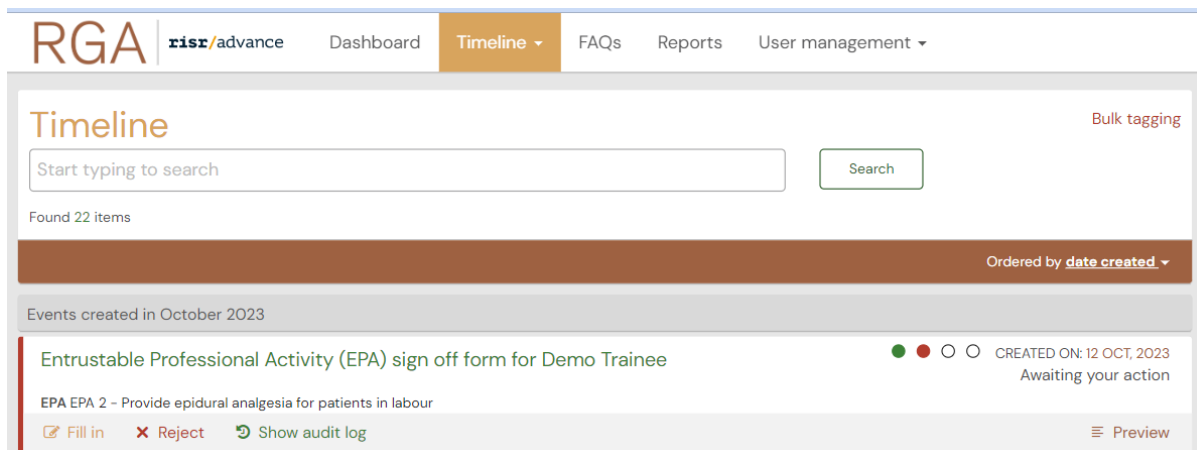 RGA risr/advance Dashboard Timeline FAQs Reports User management
Timeline
Bulk tagging
Start typing to search
Search
Found 22 items
Ordered by date created
Events created in October 2023
Entrustable Professional Activity (EPA) sign off form for Demo Trainee
CREATED ON: 12 OCT, 2023
Awaiting your action
EPA EPA 2 - Provide epidural analgesia for patients in labour
Fill in Reject Show audit log Preview